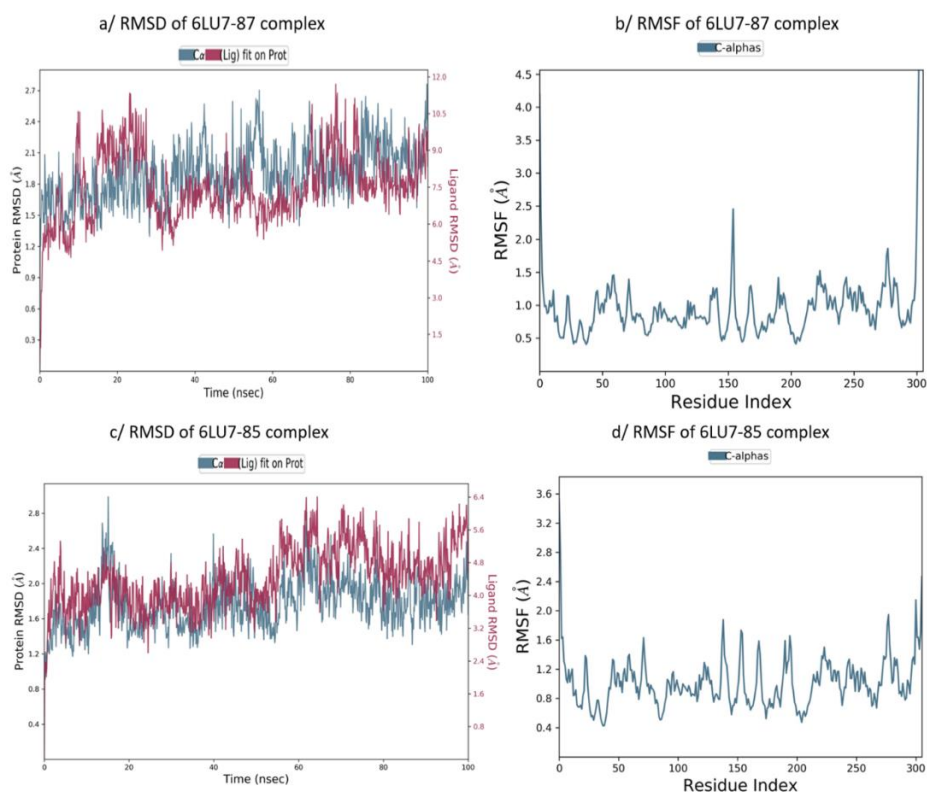 a/ RMSD of 6LU7-87 complex
Cα (Lig) fit on Prot
Protein RMSD (Å)
2.7
2.4
2.1
1.8
1.5
1.2
0.9
0.6
0.3
12.0
10.5
9.0
7.5
6.0
4.5
3.0
1.5
Ligand RMSD (Å)
0 20 40 60 80 100
Time (nsec)
b/ RMSF of 6LU7-87 complex
C-alphas
RMSF (Å)
4.5
4.0
3.5
3.0
2.5
2.0
1.5
1.0
0.5
0 50 100 150 200 250 300
Residue Index
c/ RMSD of 6LU7-85 complex
Cα (Lig) fit on Prot
Protein RMSD (Å)
2.8
2.4
2.0
1.6
1.2
0.8
0.4
6.4
5.6
4.8
4.0
3.2
2.4
1.6
0.8
Ligand RMSD (Å)
0 20 40 60 80 100
Time (nsec)
d/ RMSF of 6LU7-85 complex
C-alphas
RMSF (Å)
3.6
3.2
2.8
2.4
2.0
1.6
1.2
0.8
0.4
0 50 100 150 200 250 300
Residue Index